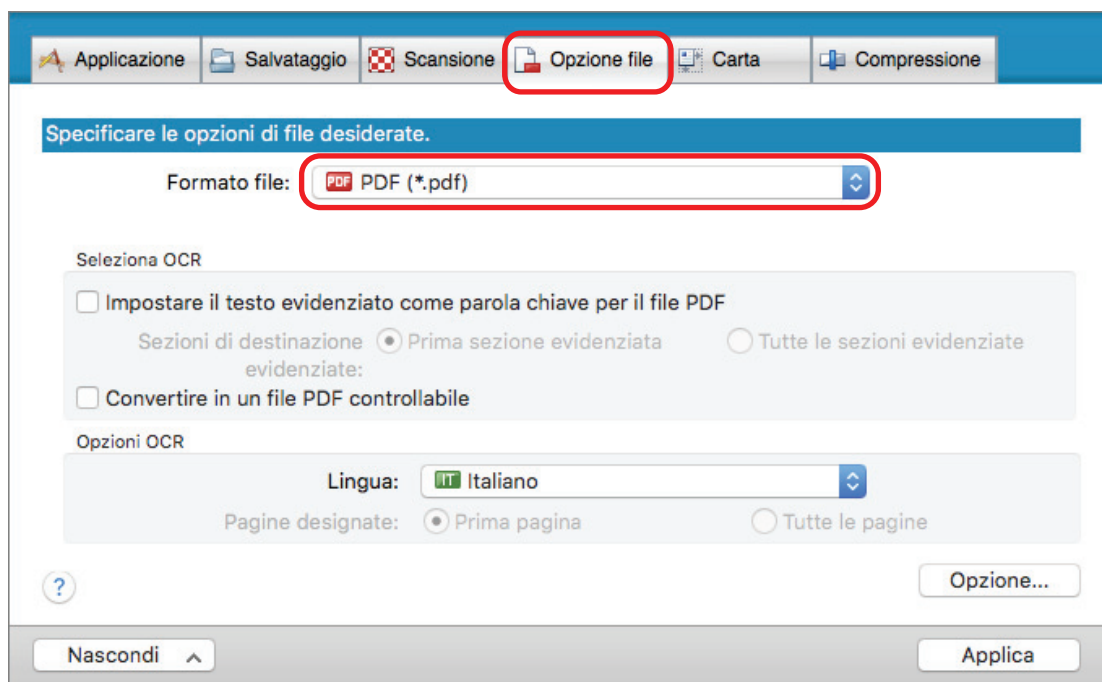 Applicazione Salvataggio Scansione Opzione file Carta Compressione
Specificare le opzioni di file desiderate.
Formato file: PDF PDF (*.pdf)
Seleziona OCR
Impostare il testo evidenziato come parola chiave per il file PDF
Sezioni di destinazione Prima sezione evidenziata Tutte le sezioni evidenziate
evidenziate:
Convertire in un file PDF controllabile
Opzioni OCR
Lingua: IT Italiano
Pagine designate: Prima pagina Tutte le pagine
? Opzione...
Nascondi Applica